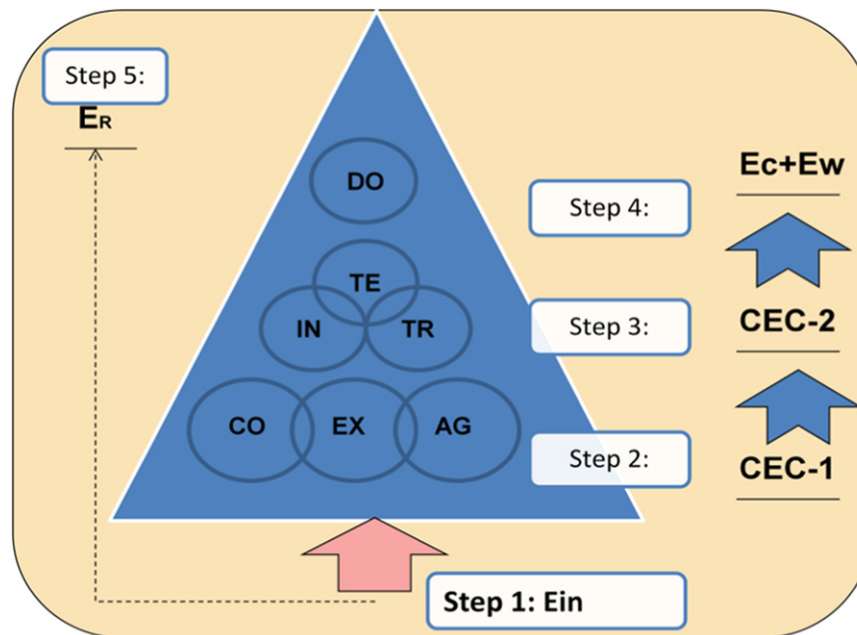 Step 5:
ER
DO
Ec+Ew
Step 4:
TE
IN
TR
Step 3:
CEC-2
CO
EX
AG
Step 2:
CEC-1
Step 1: Ein